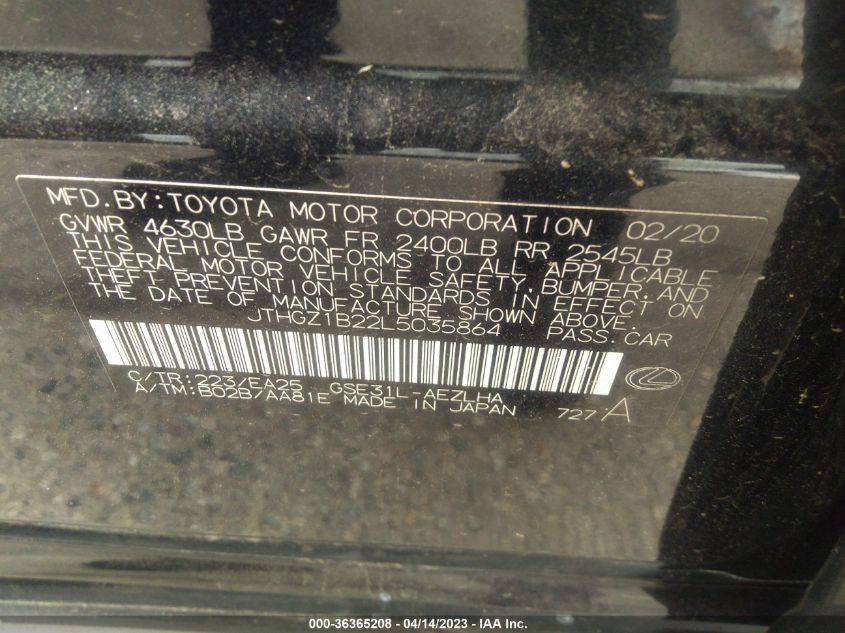 MFD.BY:TOYOTA MOTOR CORPORATION 02/20
GVWR 4630LB GAWR FR 2400LB RR 2545LB
THIS VEHICLE CONFORMS TO ALL APPLICABLE
FEDERAL MOTOR VEHICLE SAFETY,BUMPER,AND
THEFT PREVENTION STANDARDS IN EFFECT ON
THE DATE OF MANUFACTURE SHOWN ABOVE.
JTHGZ1B22L5035864 PASS.CAR
C/TR:223/EA25 GSE31L-AEZLHA
A/TM:B02B/AA81E MADE IN JAPAN 727 A
000-36365208 - 04/14/2023 - IAA Inc.